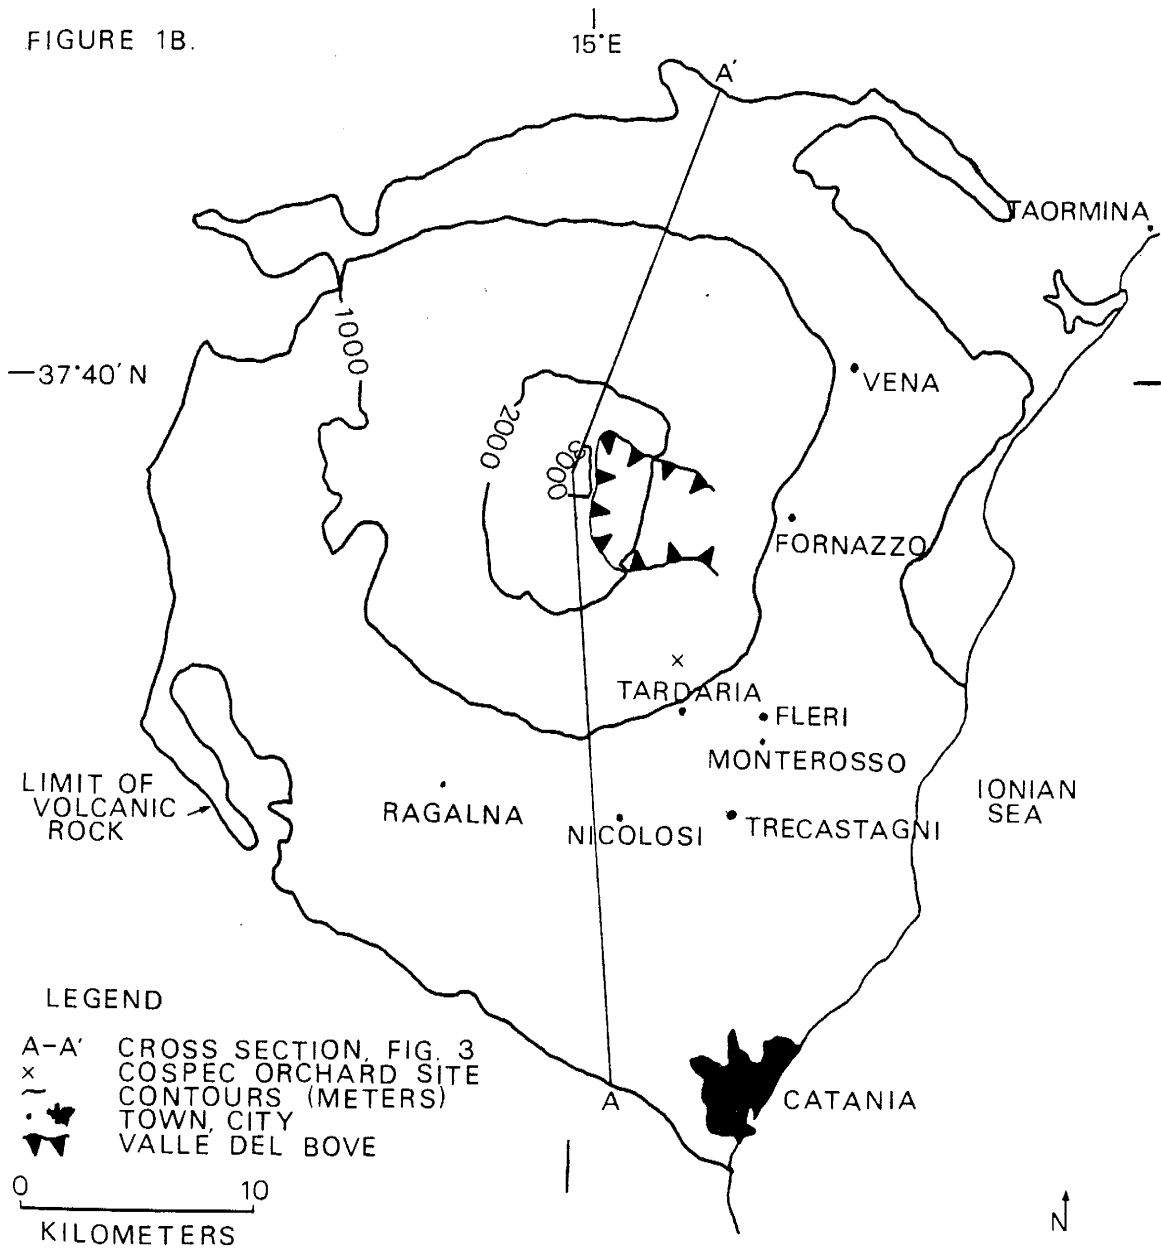 FIGURE 1B.
15°E
A'
TAORMINA
1000
37°40' N
VENA
2000
3000
FORNAZZO
TARDARIA
FLERI
MONTEROSSO
LIMIT OF
VOLCANIC
ROCK
RAGALNA
NICOLOSI
TRECASTAGNI
IONIAN
SEA
LEGEND
A-A' CROSS SECTION, FIG. 3
x COSPEC ORCHARD SITE
CONTOURS (METERS)
TOWN, CITY
VALLE DEL BOVE
A
CATANIA
0 10
KILOMETERS
N